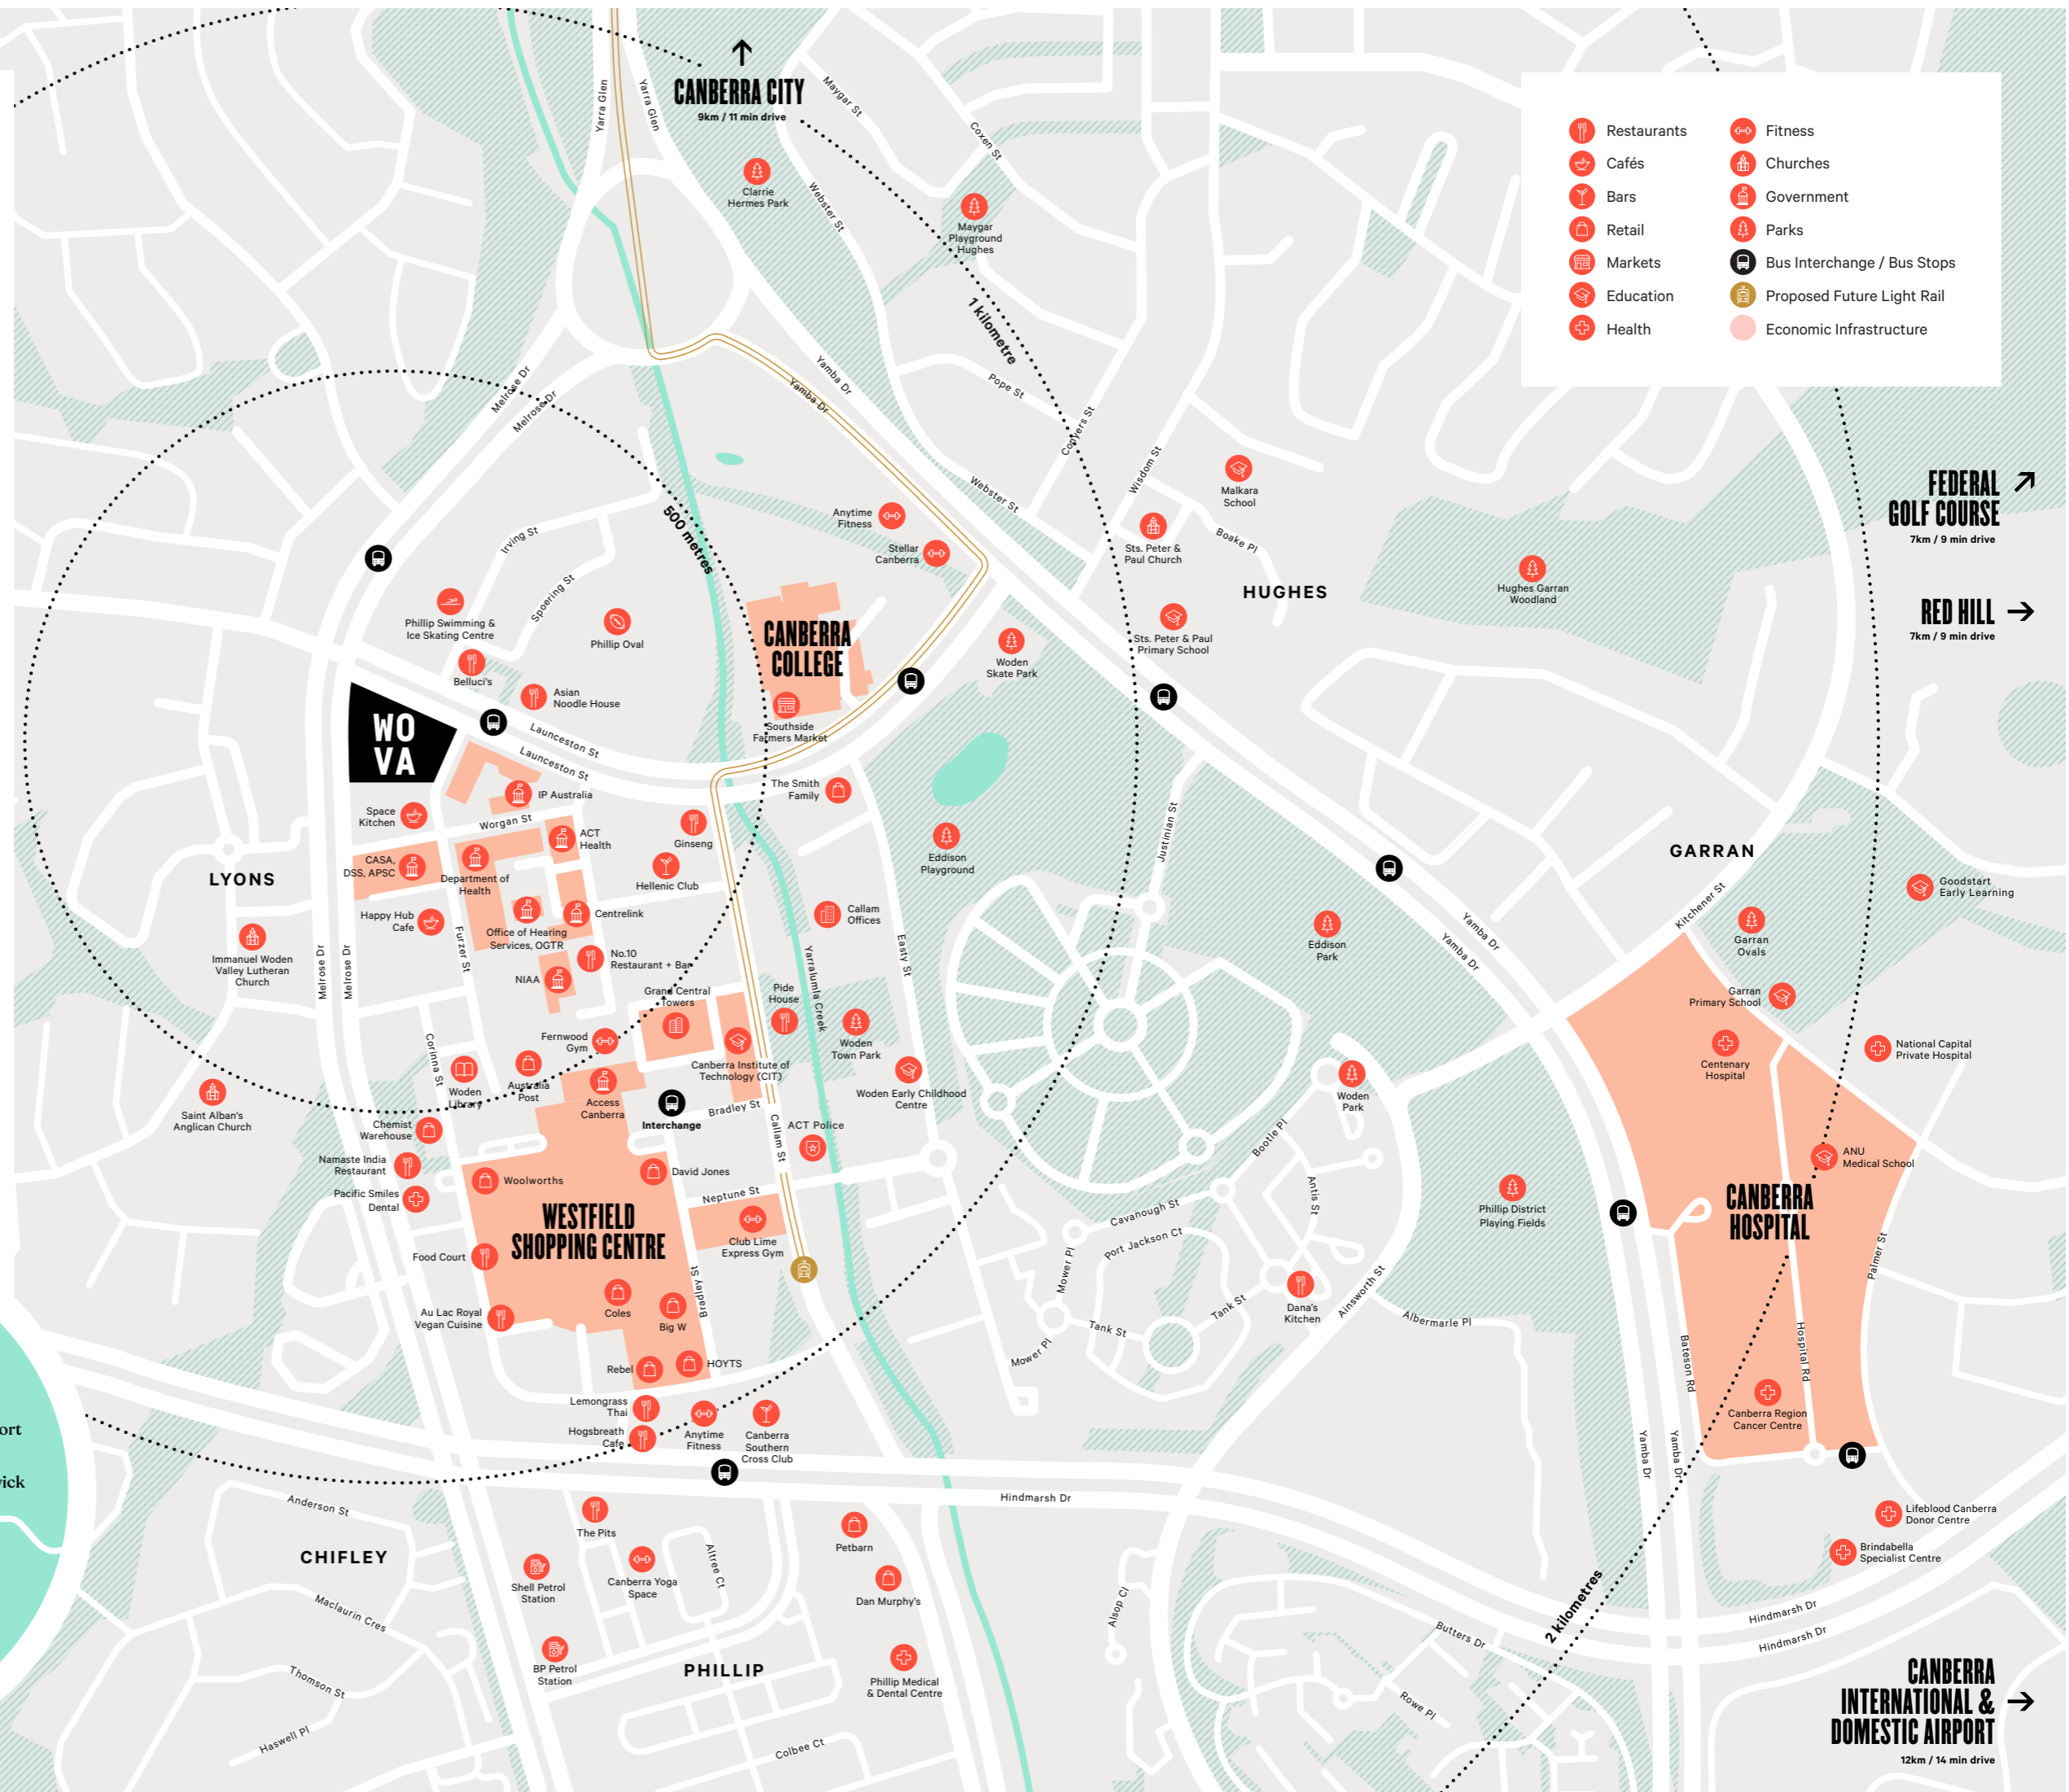 CANBERRA CITY
9km / 11 min drive
Yarra Glen
Yarra Glen
Maygar St
Coxen St
Webster St
Clarrie
Hermes Park
Maygar
Playground
Hughes
1 kilometre
Restaurants
Cafés
Bars
Retail
Markets
Education
Health
Fitness
Churches
Government
Parks
Bus Interchange / Bus Stops
Proposed Future Light Rail
Economic Infrastructure
Melrose Dr
Melrose Dr
Yamba Dr
Yamba Dr
Pope St
Conyers St
Wisdom St
Webster St
Malkara
School
Boake Pl
Sts. Peter &
Paul Church
Sts. Peter & Paul
Primary School
HUGHES
Hughes Garran
Woodland
FEDERAL
GOLF COURSE
7km / 9 min drive
RED HILL
7km / 9 min drive
500 metres
Irving St
Spoering St
Anytime
Fitness
Stellar
Canberra
Phillip Swimming &
Ice Skating Centre
Phillip Oval
Belluci's
Asian
Noodle House
CANBERRA
COLLEGE
Southside
Farmers Market
Woden
Skate Park
WO
VA
Launceston St
Launceston St
IP Australia
The Smith
Family
Space
Kitchen
Worgan St
ACT
Health
Ginseng
CASA,
DSS, APSC
Department of
Health
Hellenic Club
Eddison
Playground
Justinian St
LYONS
Happy Hub
Cafe
Centrelink
Office of Hearing
Services, OGTR
Callam
Offices
Immanuel Woden
Valley Lutheran
Church
Melrose Dr
Melrose Dr
Furzer St
No.10
Restaurant + Bar
NIAA
Grand Central
Towers
Pide
House
Yarralumla Creek
Easty St
Eddison
Park
Yamba Dr
Yamba Dr
GARRAN
Kitchener St
Goodstart
Early Learning
Garran
Ovals
Garran
Primary School
National Capital
Private Hospital
Centenary
Hospital
Corinna St
Fernwood
Gym
Woden
Library
Australia
Post
Access
Canberra
Canberra Institute of
Technology (CIT)
Woden
Town Park
Woden Early Childhood
Centre
Woden
Park
Saint Alban's
Anglican Church
Interchange
Bradley St
Callam St
ACT Police
Chemist
Warehouse
Namaste India
Restaurant
Pacific Smiles
Dental
Woolworths
David Jones
Neptune St
WESTFIELD
SHOPPING CENTRE
Club Lime
Express Gym
Food Court
Au Lac Royal
Vegan Cuisine
Coles
Big W
Bradley St
Rebel
HOYTS
Bootle Pl
Antis St
Cavanough St
Port Jackson Ct
Mower Pl
Tank St
Tank St
Mower Pl
Dana's
Kitchen
Ainsworth St
Albermarle Pl
Phillip District
Playing Fields
ANU
Medical School
CANBERRA
HOSPITAL
Palmer St
Bateson Rd
Hospital Rd
Canberra Region
Cancer Centre
Lemongrass
Thai
Hogsbreath
Cafe
Anytime
Fitness
Canberra
Southern
Cross Club
Yamba Dr
Yamba Dr
ort
ick
Hindmarsh Dr
Anderson St
The Pits
Petbarn
Lifeblood Canberra
Donor Centre
Brindabella
Specialist Centre
CHIFLEY
Shell Petrol
Station
Canberra Yoga
Space
Altree Ct
Dan Murphy's
Alsop Cl
2 kilometres
Hindmarsh Dr
Hindmarsh Dr
Maclaurin Cres
Butters Dr
BP Petrol
Station
PHILLIP
Phillip Medical
& Dental Centre
Thomson St
Rowe Pl
Haswell Pl
Colbee Ct
CANBERRA
INTERNATIONAL &
DOMESTIC AIRPORT
12km / 14 min drive